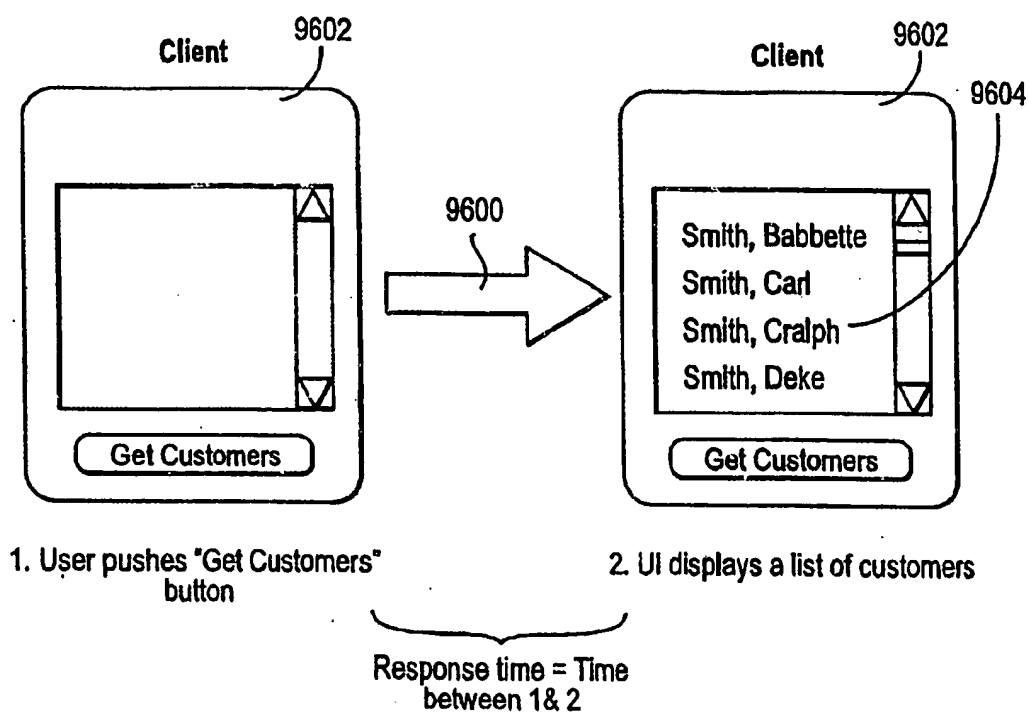 9602
Client
Get Customers
1. User pushes "Get Customers"
button
9600
9602
Client
9604
Smith, Babbette
Smith, Carl
Smith, Cralph
Smith, Deke
Get Customers
2. UI displays a list of customers
Response time = Time
between 1& 2